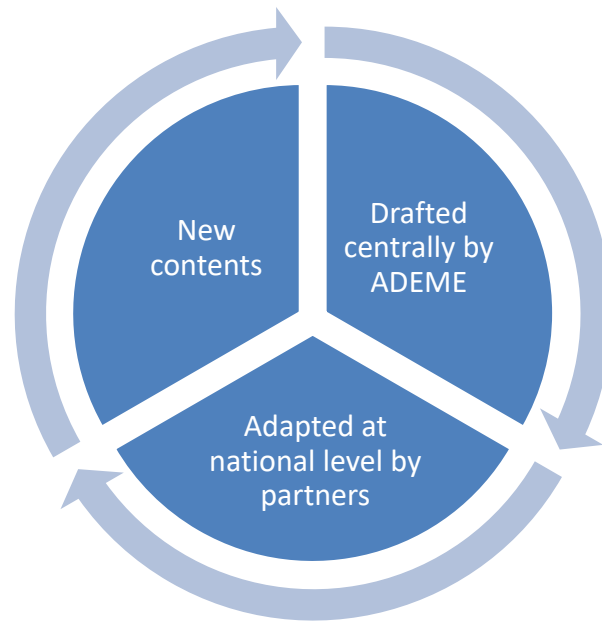 New
contents
Drafted
centrally by
ADEME
Adapted at
national level by
partners